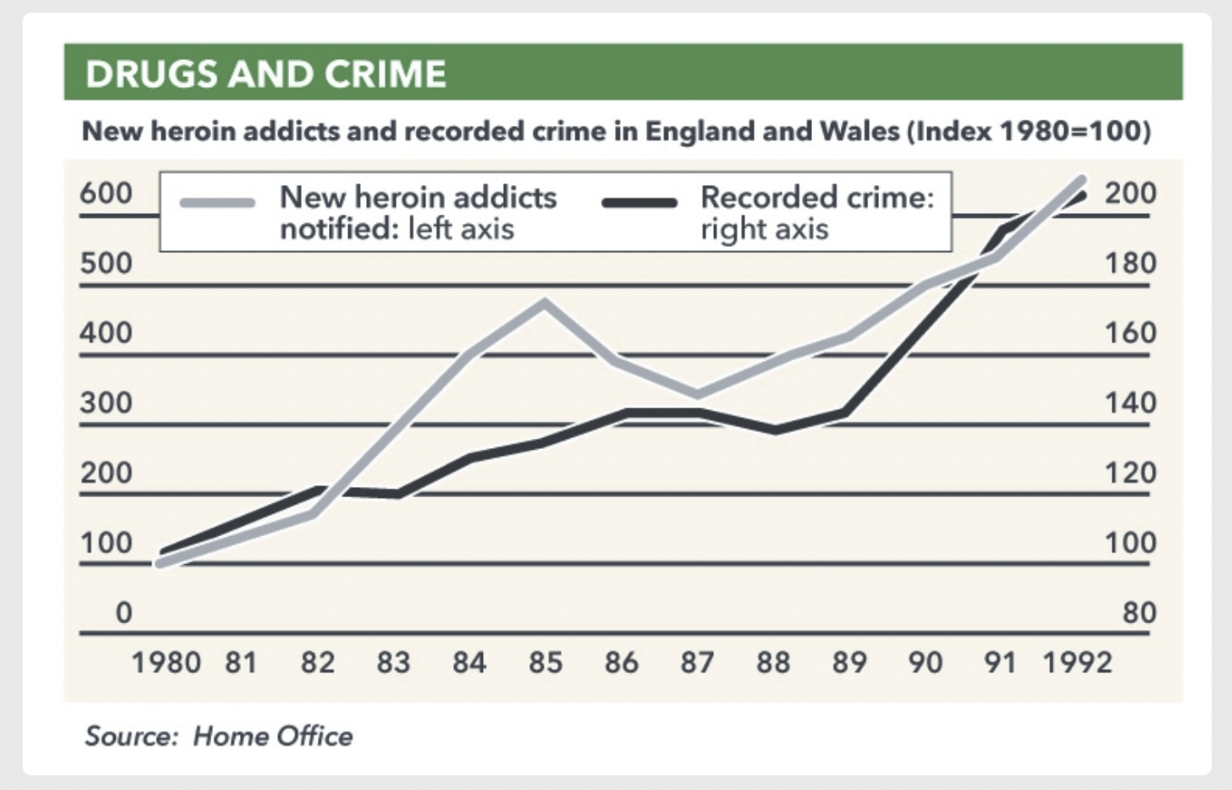 DRUGS AND CRIME
New heroin addicts and recorded crime in England and Wales (Index 1980=100)
New heroin addicts
notified: left axis
Recorded crime:
right axis
600
200
500
180
400
160
300
140
200
120
100
100
0
80
1980 81 82 83 84 85 86 87 88 89 90 91 1992
Source: Home Office